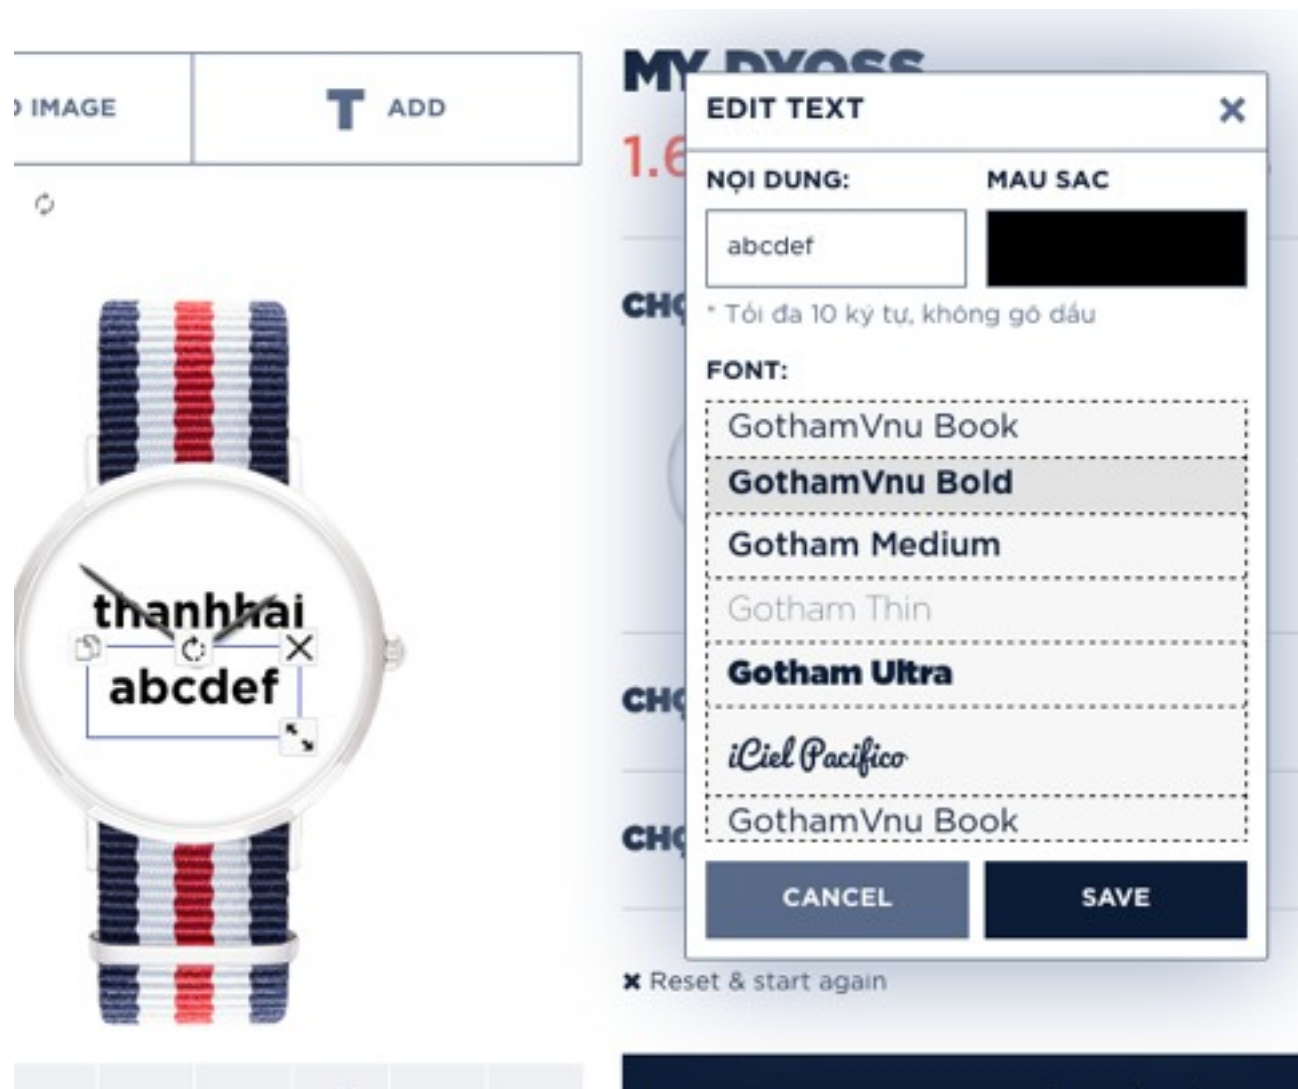 IMAGE
T ADD
thanhhai
abcdef
MY DYOSS
1.6
EDIT TEXT
NỘI DUNG:
MAU SAC
abcdef
* Tối đa 10 ký tự, không gõ dấu
FONT:
GothamVnu Book
GothamVnu Bold
Gotham Medium
Gotham Thin
Gotham Ultra
iCiel Pacifico
GothamVnu Book
CANCEL
SAVE
Reset & start again